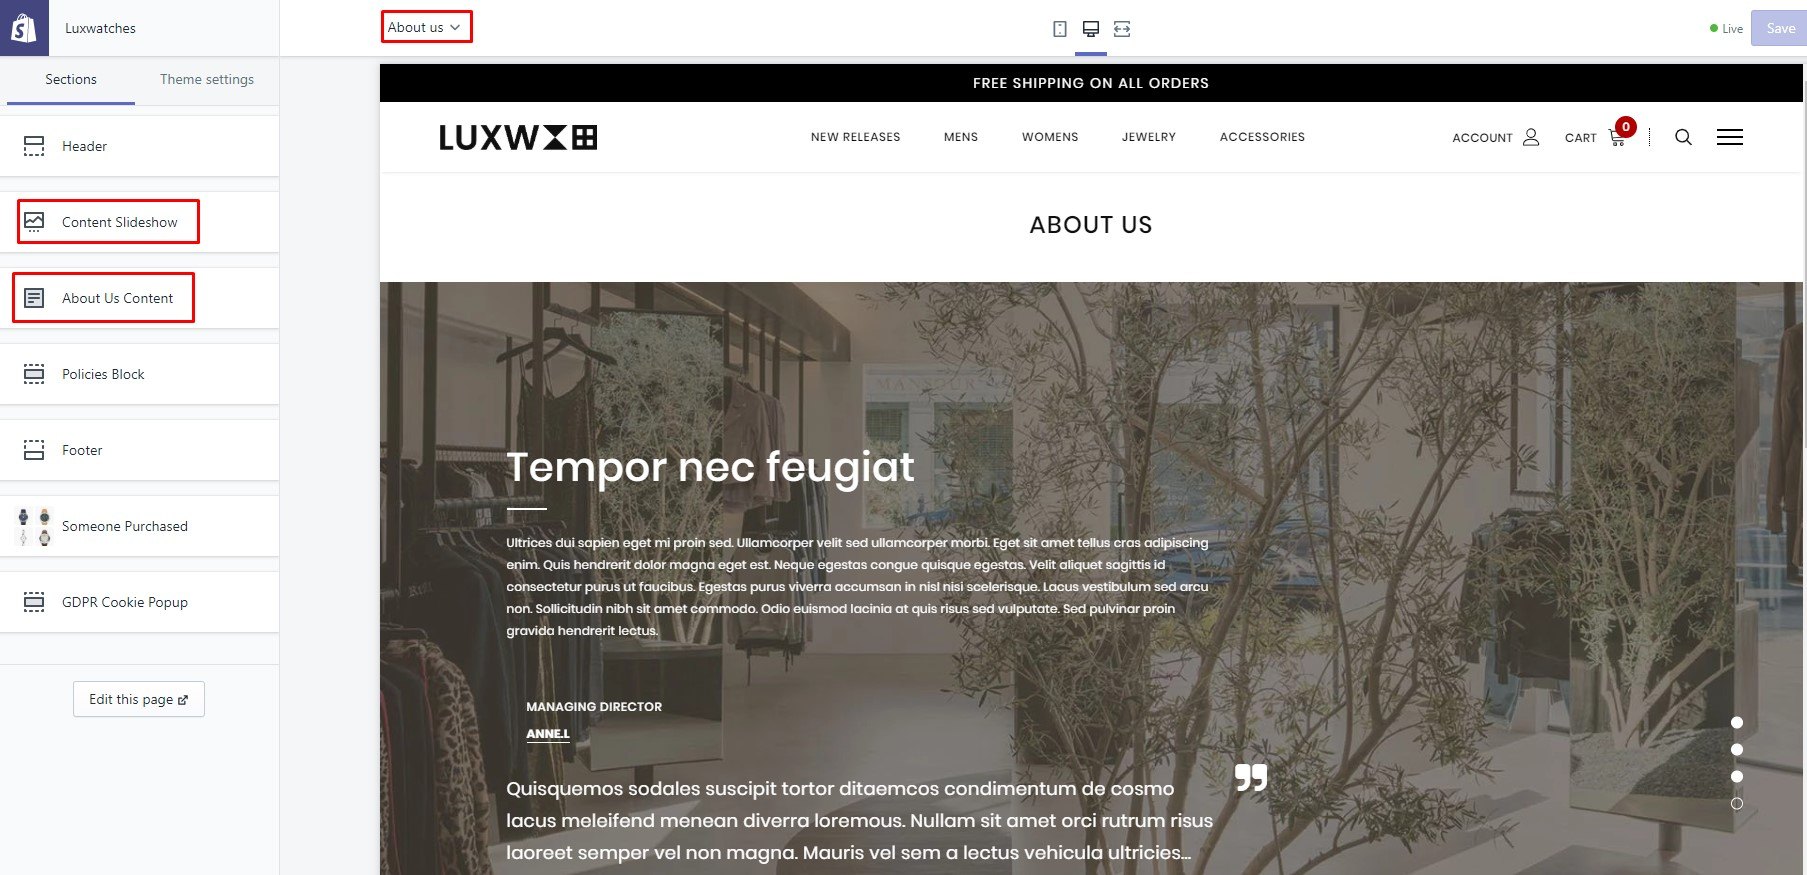 Luxwatches
About us
Live
Save
Sections
Theme settings
Header
Content Slideshow
About Us Content
Policies Block
Footer
Someone Purchased
GDPR Cookie Popup
Edit this page
FREE SHIPPING ON ALL ORDERS
LUXW
NEW RELEASES
MENS
WOMENS
JEWELRY
ACCESSORIES
ACCOUNT
CART
0
ABOUT US
Tempor nec feugiat
Ultrices dui sapien eget mi proin sed. Ullamcorper velit sed ullamcorper morbi. Eget sit amet tellus cras adipiscing
enim. Quis hendrerit dolor magna eget est. Neque egestas congue quisque egestas. Velit aliquet sagittis id
consectetur purus ut faucibus. Egestas purus viverra accumsan in nisl nisi scelerisque. Lacus vestibulum sed arcu
non. Sollicitudin nibh sit amet commodo. Odio euismod lacinia at quis risus sed vulputate. Sed pulvinar proin
gravida hendrerit lectus.
MANAGING DIRECTOR
ANNE.L
Quisquemos sodales suscipit tortor ditaemcos condimentum de cosmo
lacus meleifend menean diverra loremous. Nullam sit amet orci rutrum risus
laoreet semper vel non magna. Mauris vel sem a lectus vehicula ultricies...